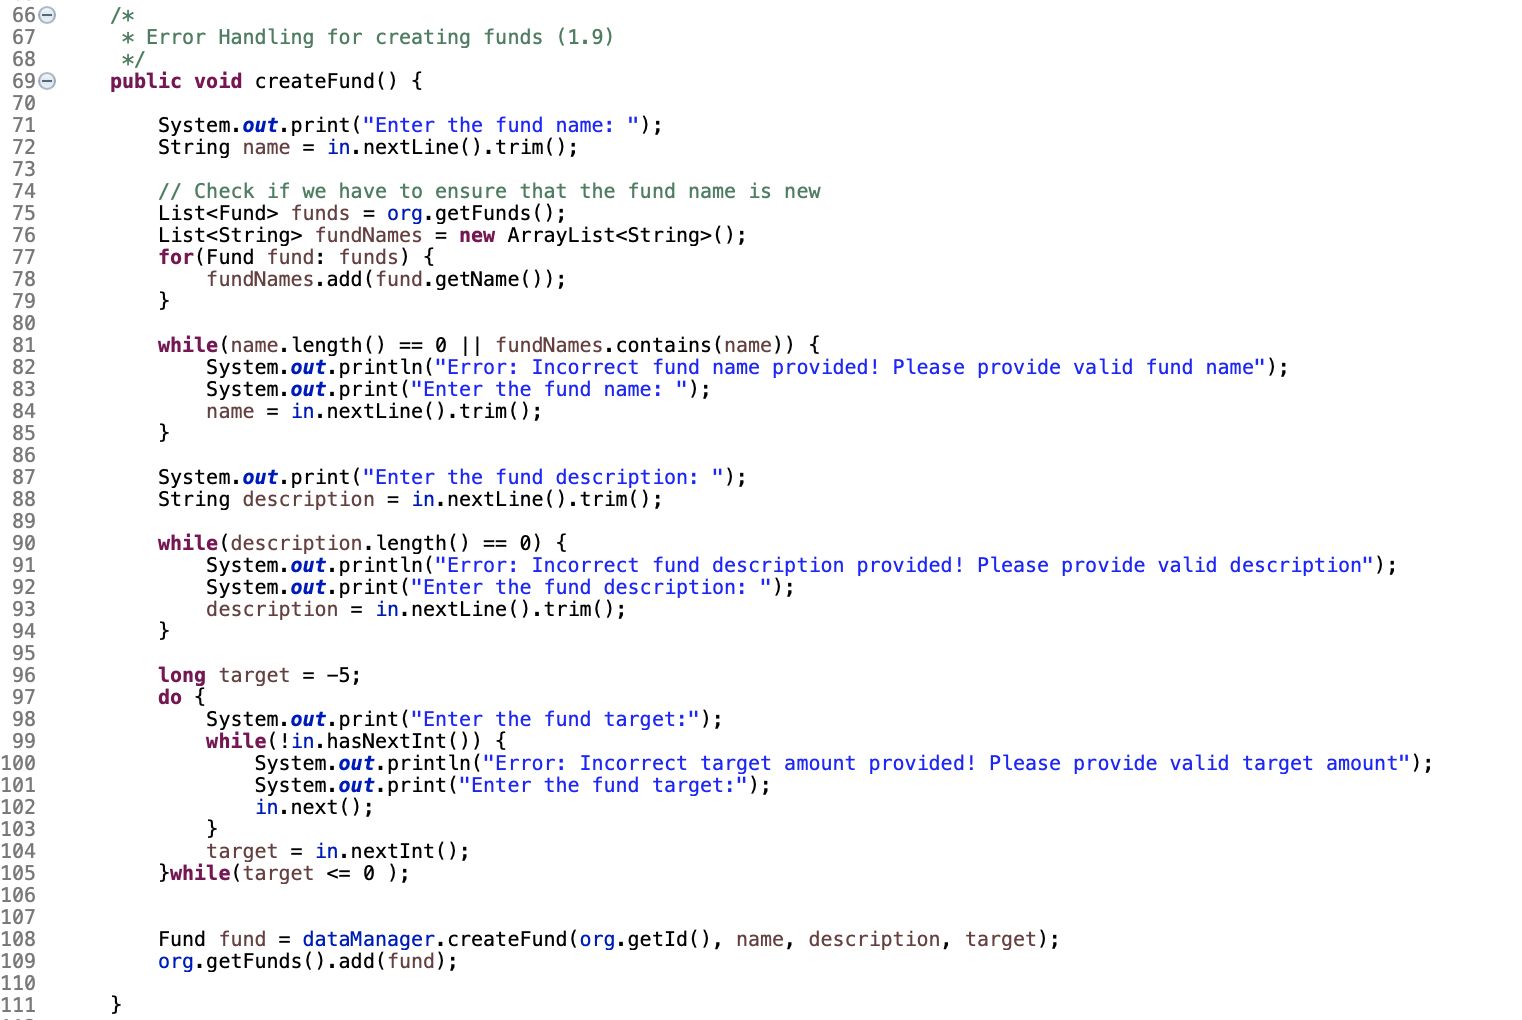 66 /*
67 * Error Handling for creating funds (1.9)
68 */
69 public void createFund() {
70
71 System.out.print("Enter the fund name: ");
72 String name = in.nextLine().trim();
73
74 // Check if we have to ensure that the fund name is new
75 List<Fund> funds = org.getFunds();
76 List<String> fundNames = new ArrayList<String>();
77 for(Fund fund: funds) {
78 fundNames.add(fund.getName());
79 }
80
81 while(name.length() == 0 || fundNames.contains(name)) {
82 System.out.println("Error: Incorrect fund name provided! Please provide valid fund name");
83 System.out.print("Enter the fund name: ");
84 name = in.nextLine().trim();
85 }
86
87 System.out.print("Enter the fund description: ");
88 String description = in.nextLine().trim();
89
90 while(description.length() == 0) {
91 System.out.println("Error: Incorrect fund description provided! Please provide valid description");
92 System.out.print("Enter the fund description: ");
93 description = in.nextLine().trim();
94 }
95
96 long target = -5;
97 do {
98 System.out.print("Enter the fund target:");
99 while(!in.hasNextInt()) {
100 System.out.println("Error: Incorrect target amount provided! Please provide valid target amount");
101 System.out.print("Enter the fund target:");
102 in.next();
103 }
104 target = in.nextInt();
105 }while(target <= 0 );
106
107
108 Fund fund = dataManager.createFund(org.getId(), name, description, target);
109 org.getFunds().add(fund);
110
111 }